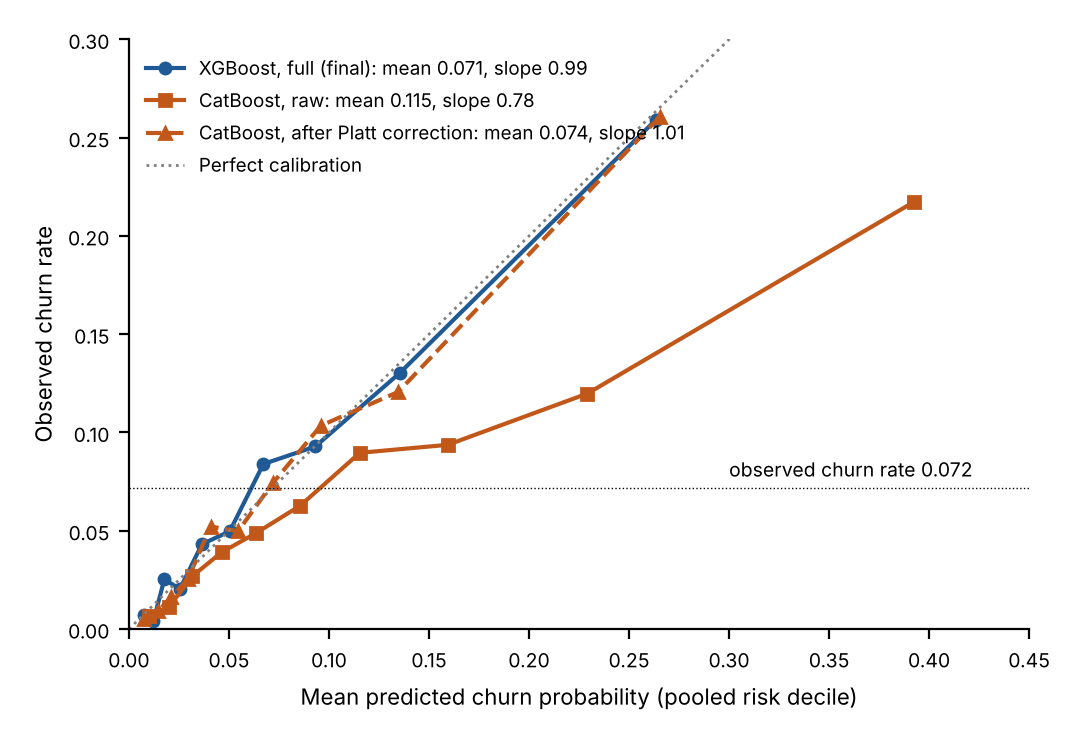 XGBoost, full (final): mean 0.071, slope 0.99
CatBoost, raw: mean 0.115, slope 0.78
CatBoost, after Platt correction: mean 0.074, slope 1.01
Perfect calibration
observed churn rate 0.072
Observed churn rate
0.30
0.25
0.20
0.15
0.10
0.05
0.00
0.00 0.05 0.10 0.15 0.20 0.25 0.30 0.35 0.40 0.45
Mean predicted churn probability (pooled risk decile)